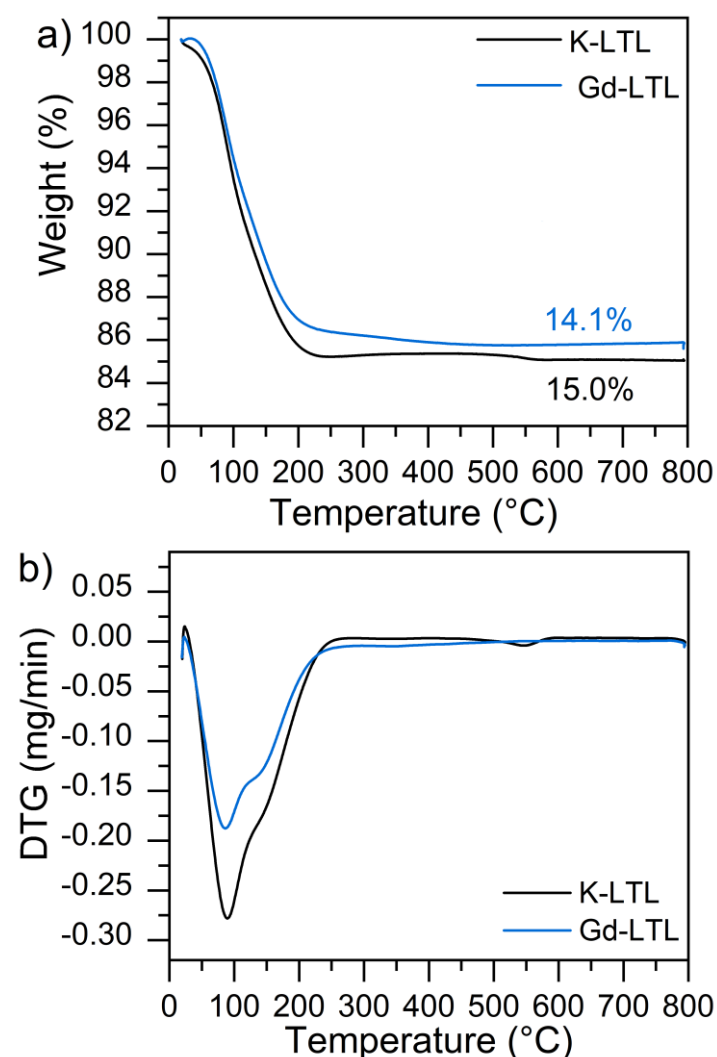 a)
100
98
96
94
92
90
88
86
84
82
Weight (%)
K-LTL
Gd-LTL
14.1%
15.0%
0 100 200 300 400 500 600 700 800
Temperature (°C)
b)
0.05
0.00
-0.05
-0.10
-0.15
-0.20
-0.25
-0.30
DTG (mg/min)
K-LTL
Gd-LTL
0 100 200 300 400 500 600 700 800
Temperature (°C)